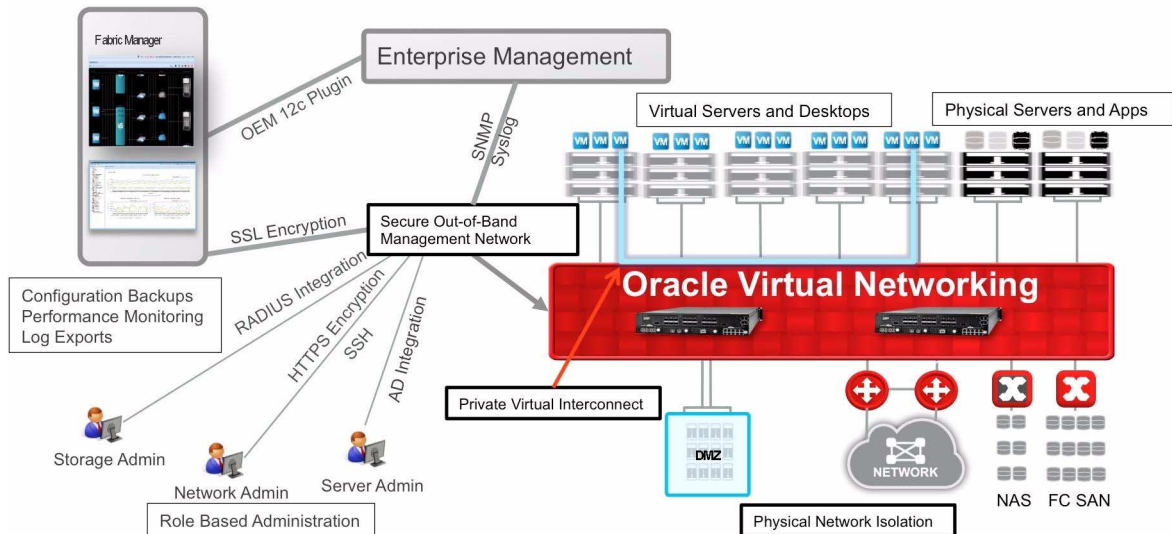 Fabric Manager
Enterprise Management
OEM 12c Plugin
SNMP
Syslog
Virtual Servers and Desktops
Physical Servers and Apps
VM VM VM VM VM VM VM VM VM VM VM VM VM VM VM
SSL Encryption
Secure Out-of-Band
Management Network
Configuration Backups
Performance Monitoring
Log Exports
RADIUS Integration
HTTPS Encryption
SSH
AD Integration
Oracle Virtual Networking
Private Virtual Interconnect
DMZ
NETWORK
NAS
FC SAN
Storage Admin
Network Admin
Server Admin
Role Based Administration
Physical Network Isolation